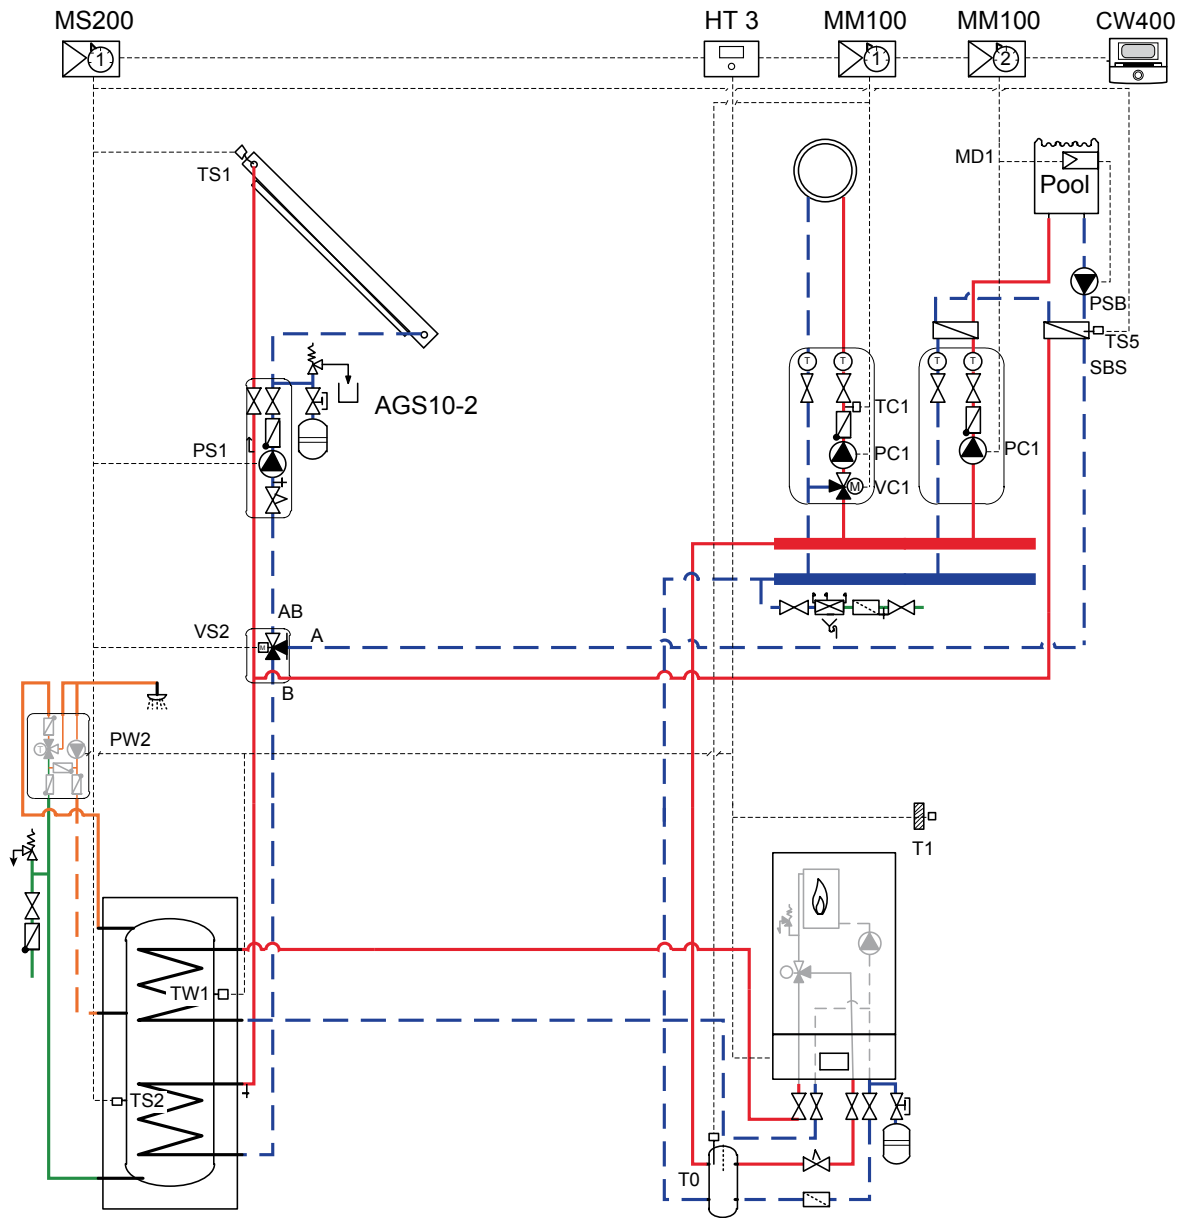 MS200 HT 3 MM100 MM100 CW400
1 1 2
TS1
MD1
Pool
PSB
TS5
SBS
T T T T
AGS10-2
TC1
PS1
PC1
PC1
VC1
M
AB
VS2
A
M
B
PW2
T
T1
TW1
TS2
T0